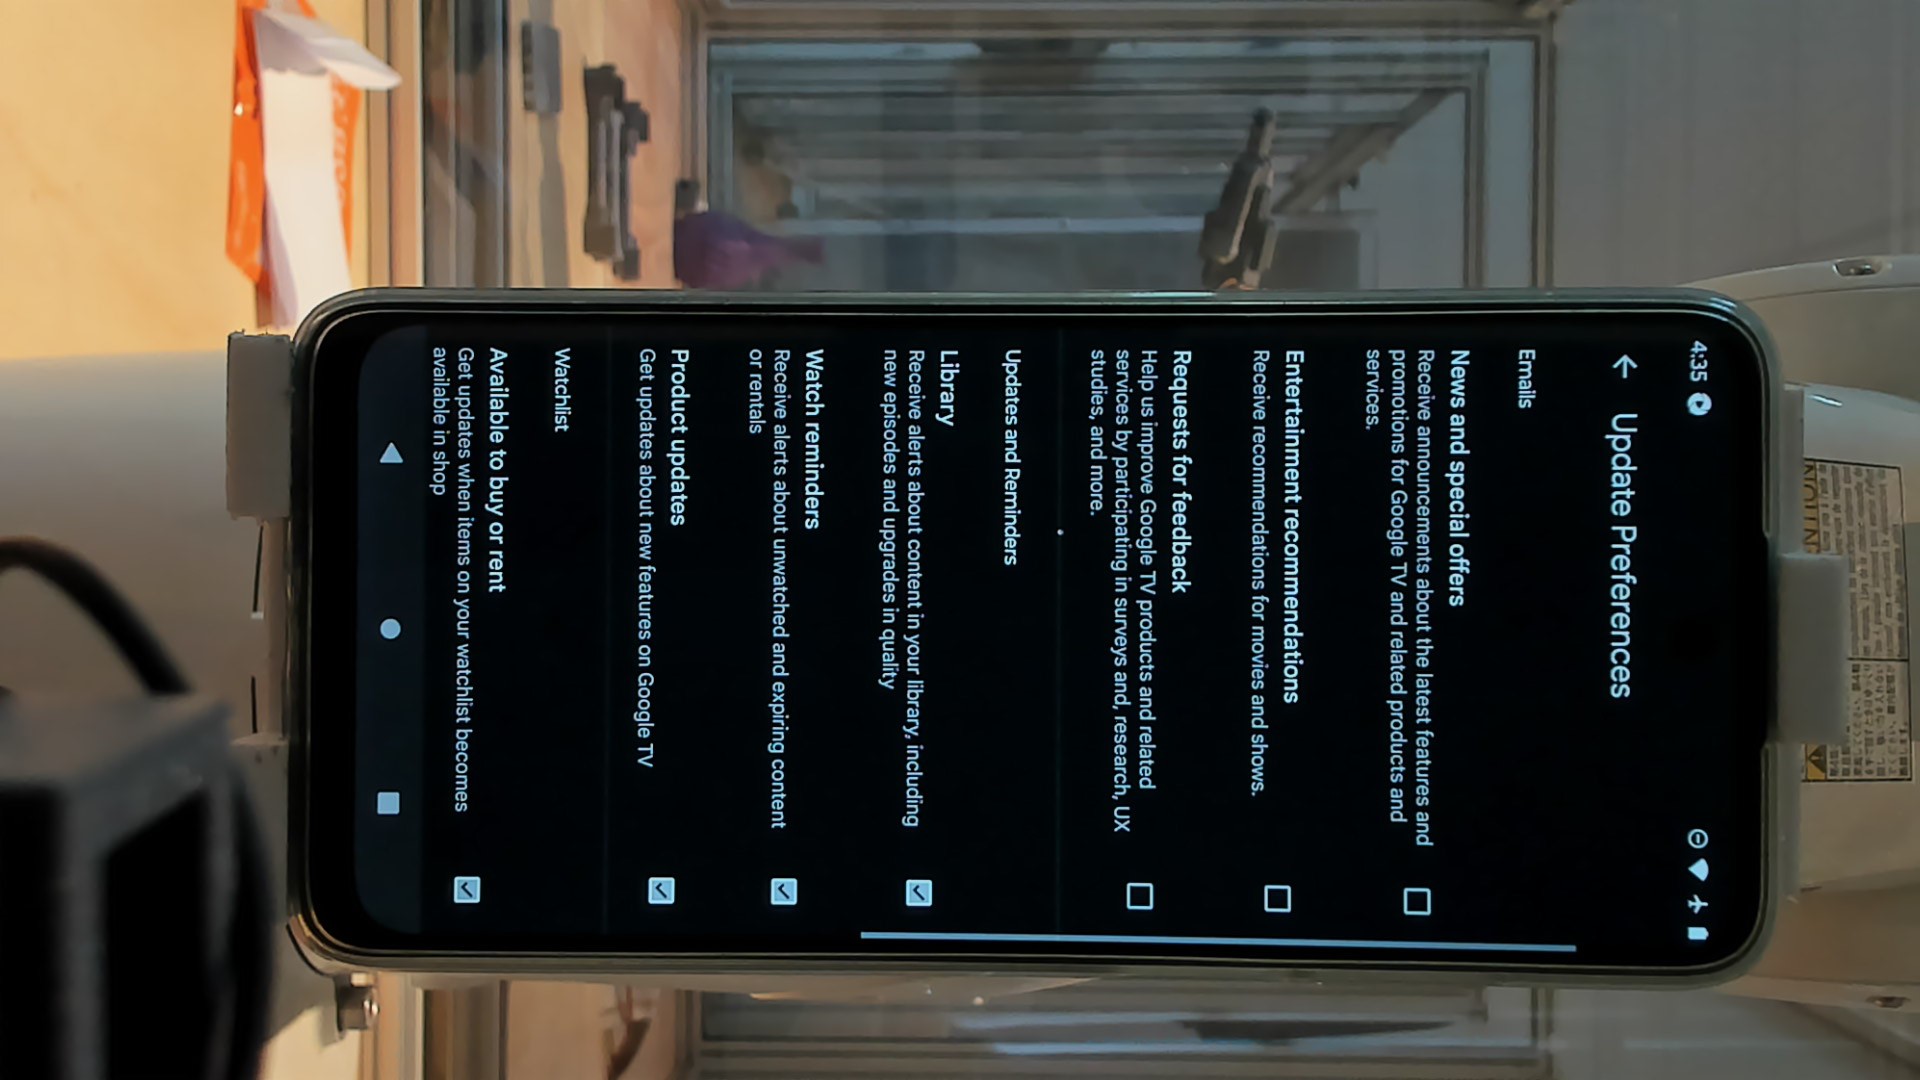 4:35
Update Preferences
Emails
News and special offers
Receive announcements about the latest features and
promotions for Google TV and related products and
services.
Entertainment recommendations
Receive recommendations for movies and shows.
Requests for feedback
Help us improve Google TV products and related
services by participating in surveys and, research, UX
studies, and more.
Updates and Reminders
Library
Receive alerts about content in your library, including
new episodes and upgrades in quality
Watch reminders
Receive alerts about unwatched and expiring content
or rentals
Product updates
Get updates about new features on Google TV
Watchlist
Available to buy or rent
Get updates when items on your watchlist becomes
available in shop